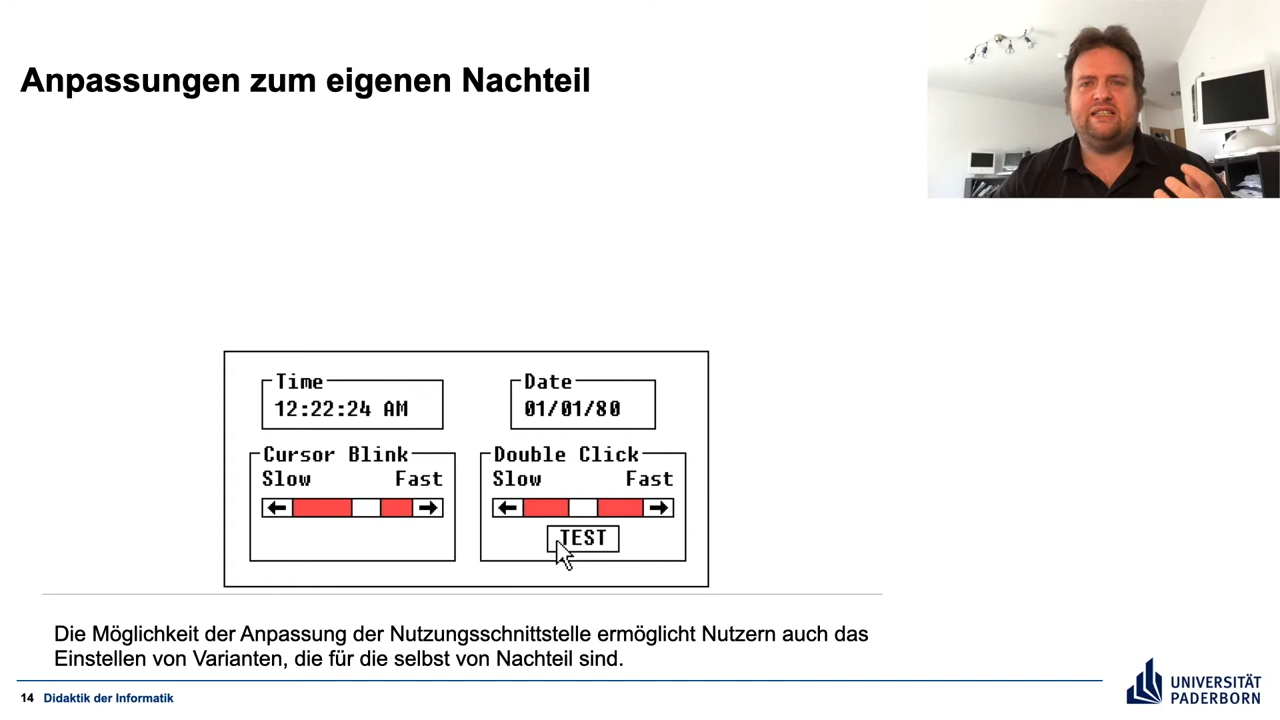 Anpassungen zum eigenen Nachteil
Time
12:22:24 AM
Date
01/01/80
Cursor Blink
Slow Fast
Double Click
Slow Fast
TEST
Die Möglichkeit der Anpassung der Nutzungsschnittstelle ermöglicht Nutzern auch das
Einstellen von Varianten, die für die selbst von Nachteil sind.
14 Didaktik der Informatik
UNIVERSITÄT
PADERBORN